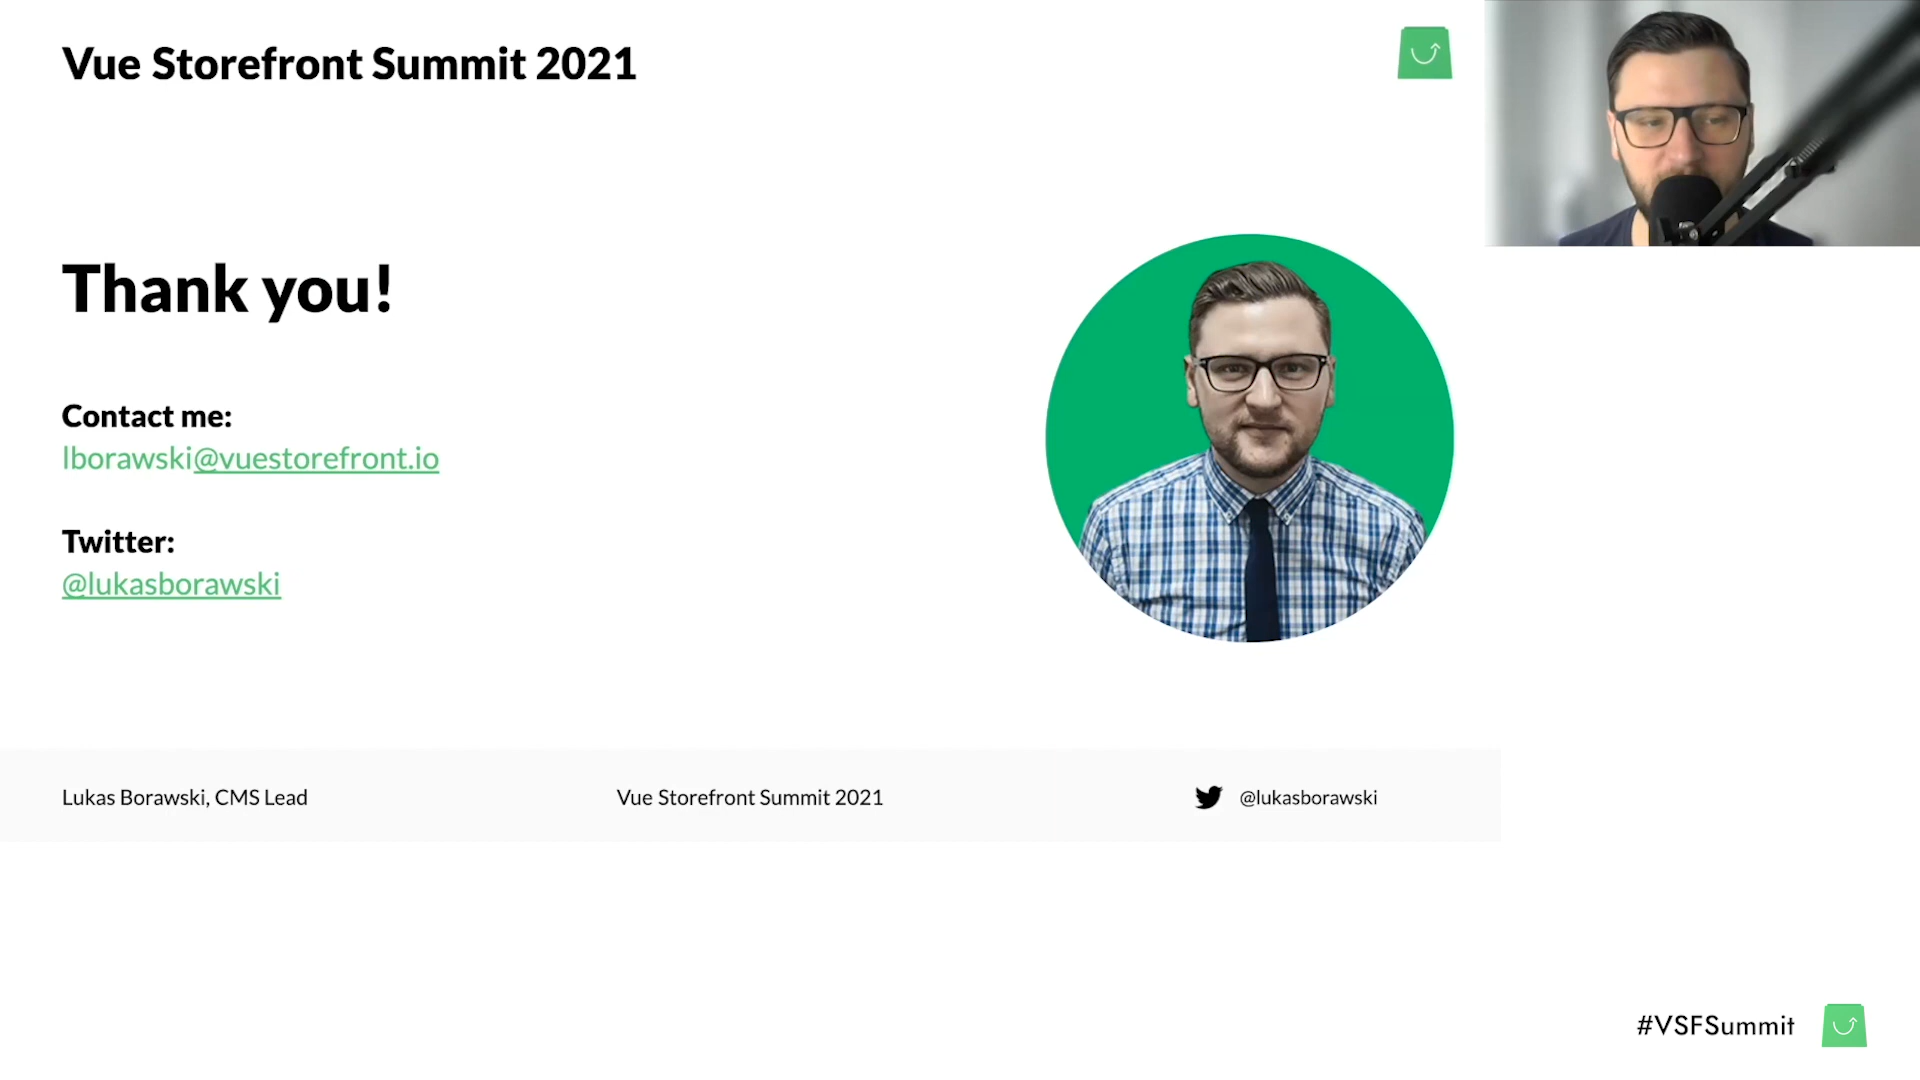 Vue Storefront Summit 2021
Thank you!
Contact me:
lborawski@vuestorefront.io
Twitter:
@lukasborawski
Lukas Borawski, CMS Lead
Vue Storefront Summit 2021
@lukasborawski
#VSFSummit